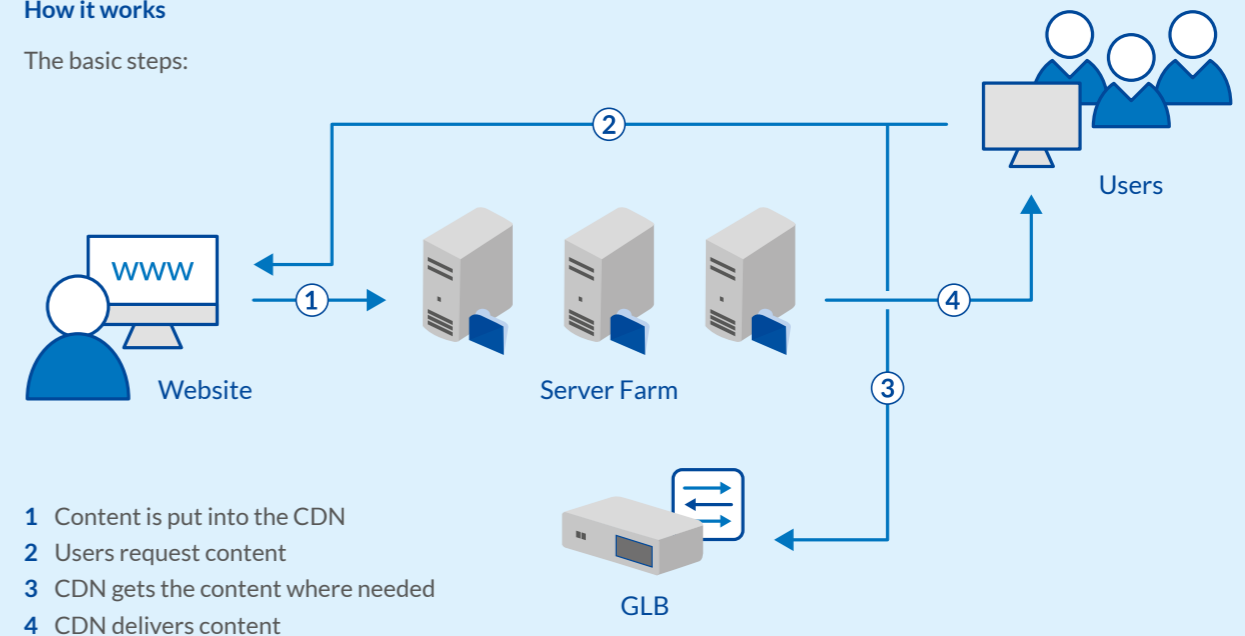 How it works
The basic steps:
2
Users
www
1
4
Website
Server Farm
3
GLB
1 Content is put into the CDN
2 Users request content
3 CDN gets the content where needed
4 CDN delivers content